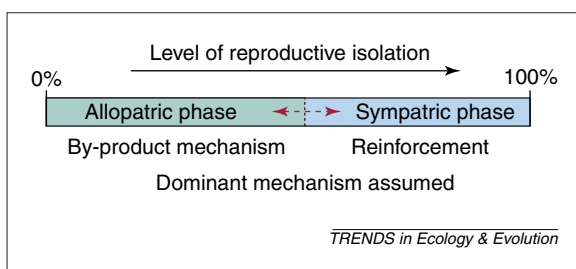 Level of reproductive isolation
0% 100%
Allopatric phase Sympatric phase
By-product mechanism Reinforcement
Dominant mechanism assumed
TRENDS in Ecology & Evolution